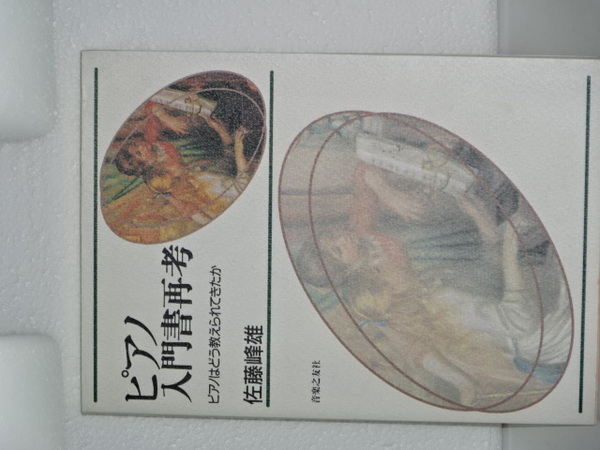 ピアノ
入門書再考
ピアノはどう教えられてきたか
佐藤峰雄
音楽之友社